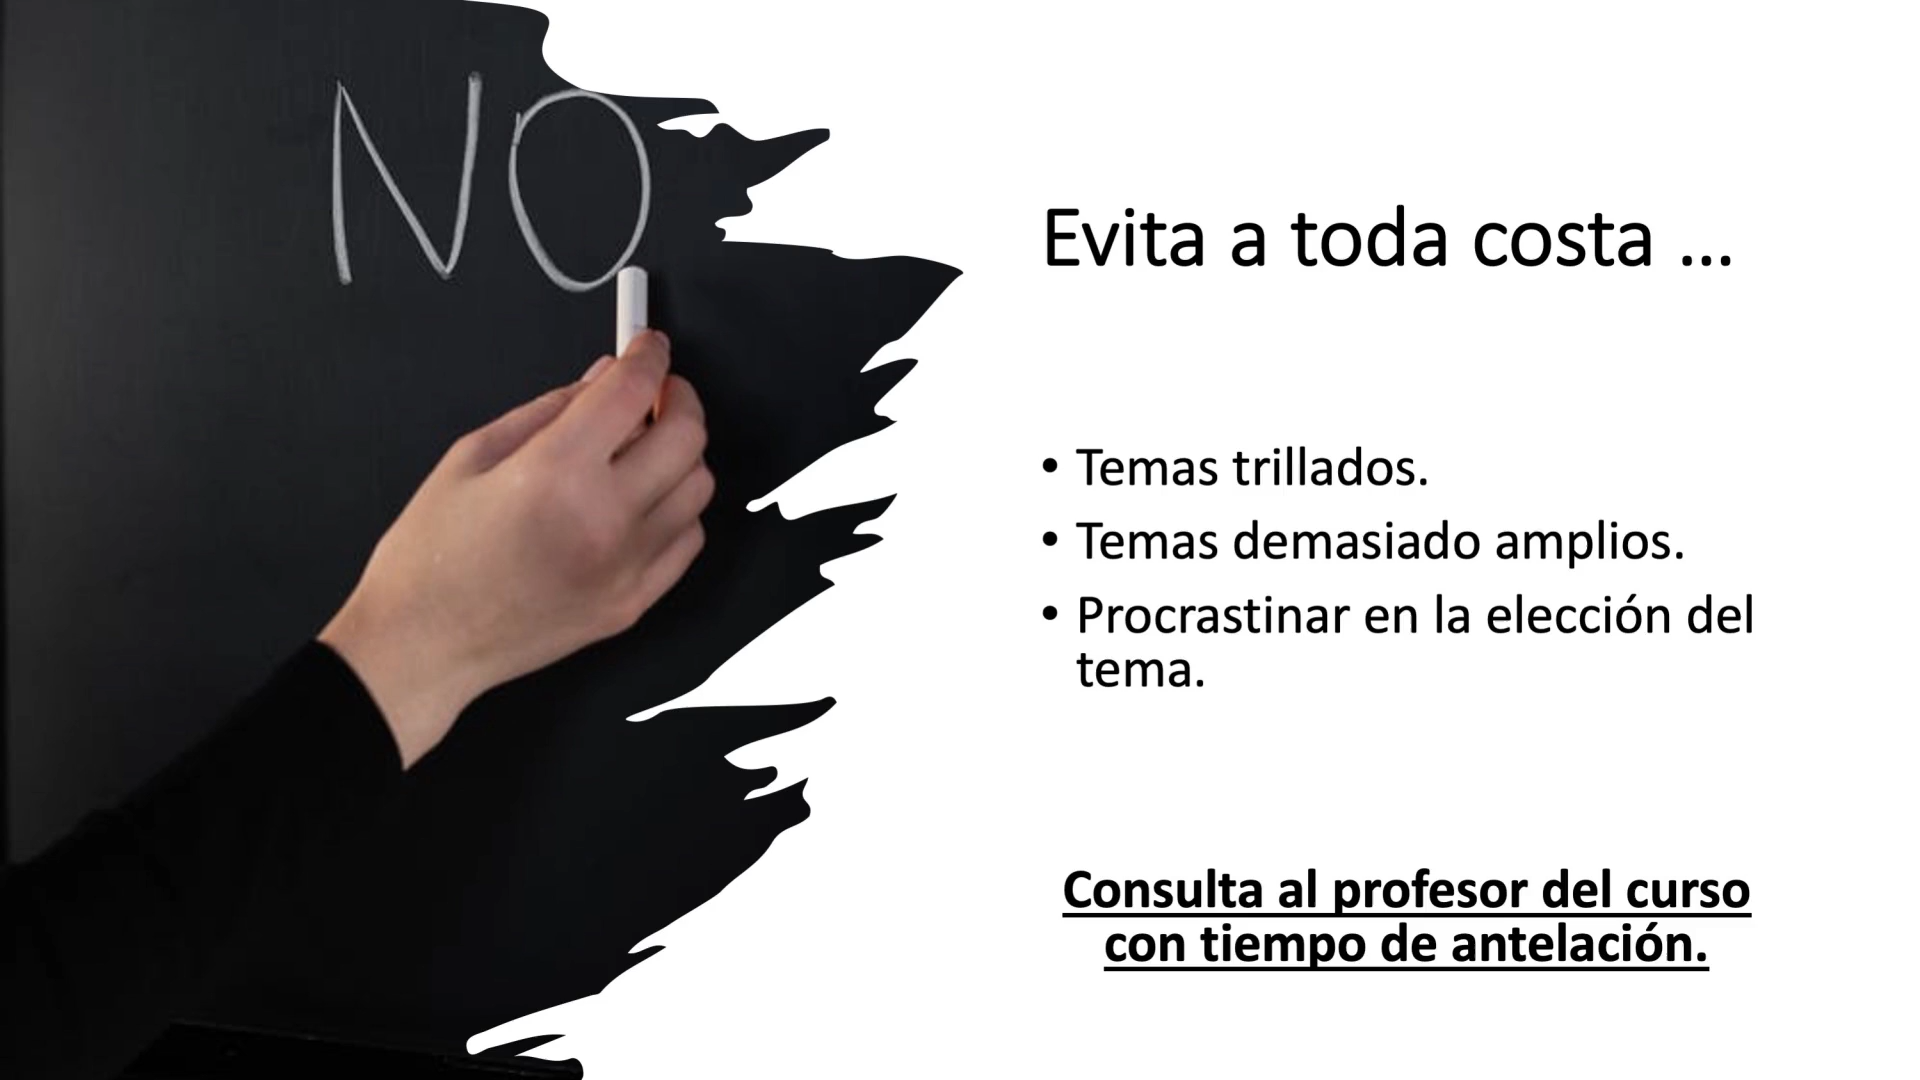 NO
Evita a toda costa ...
• Temas trillados.
• Temas demasiado amplios.
• Procrastinar en la elección del
tema.
Consulta al profesor del curso
con tiempo de antelación.